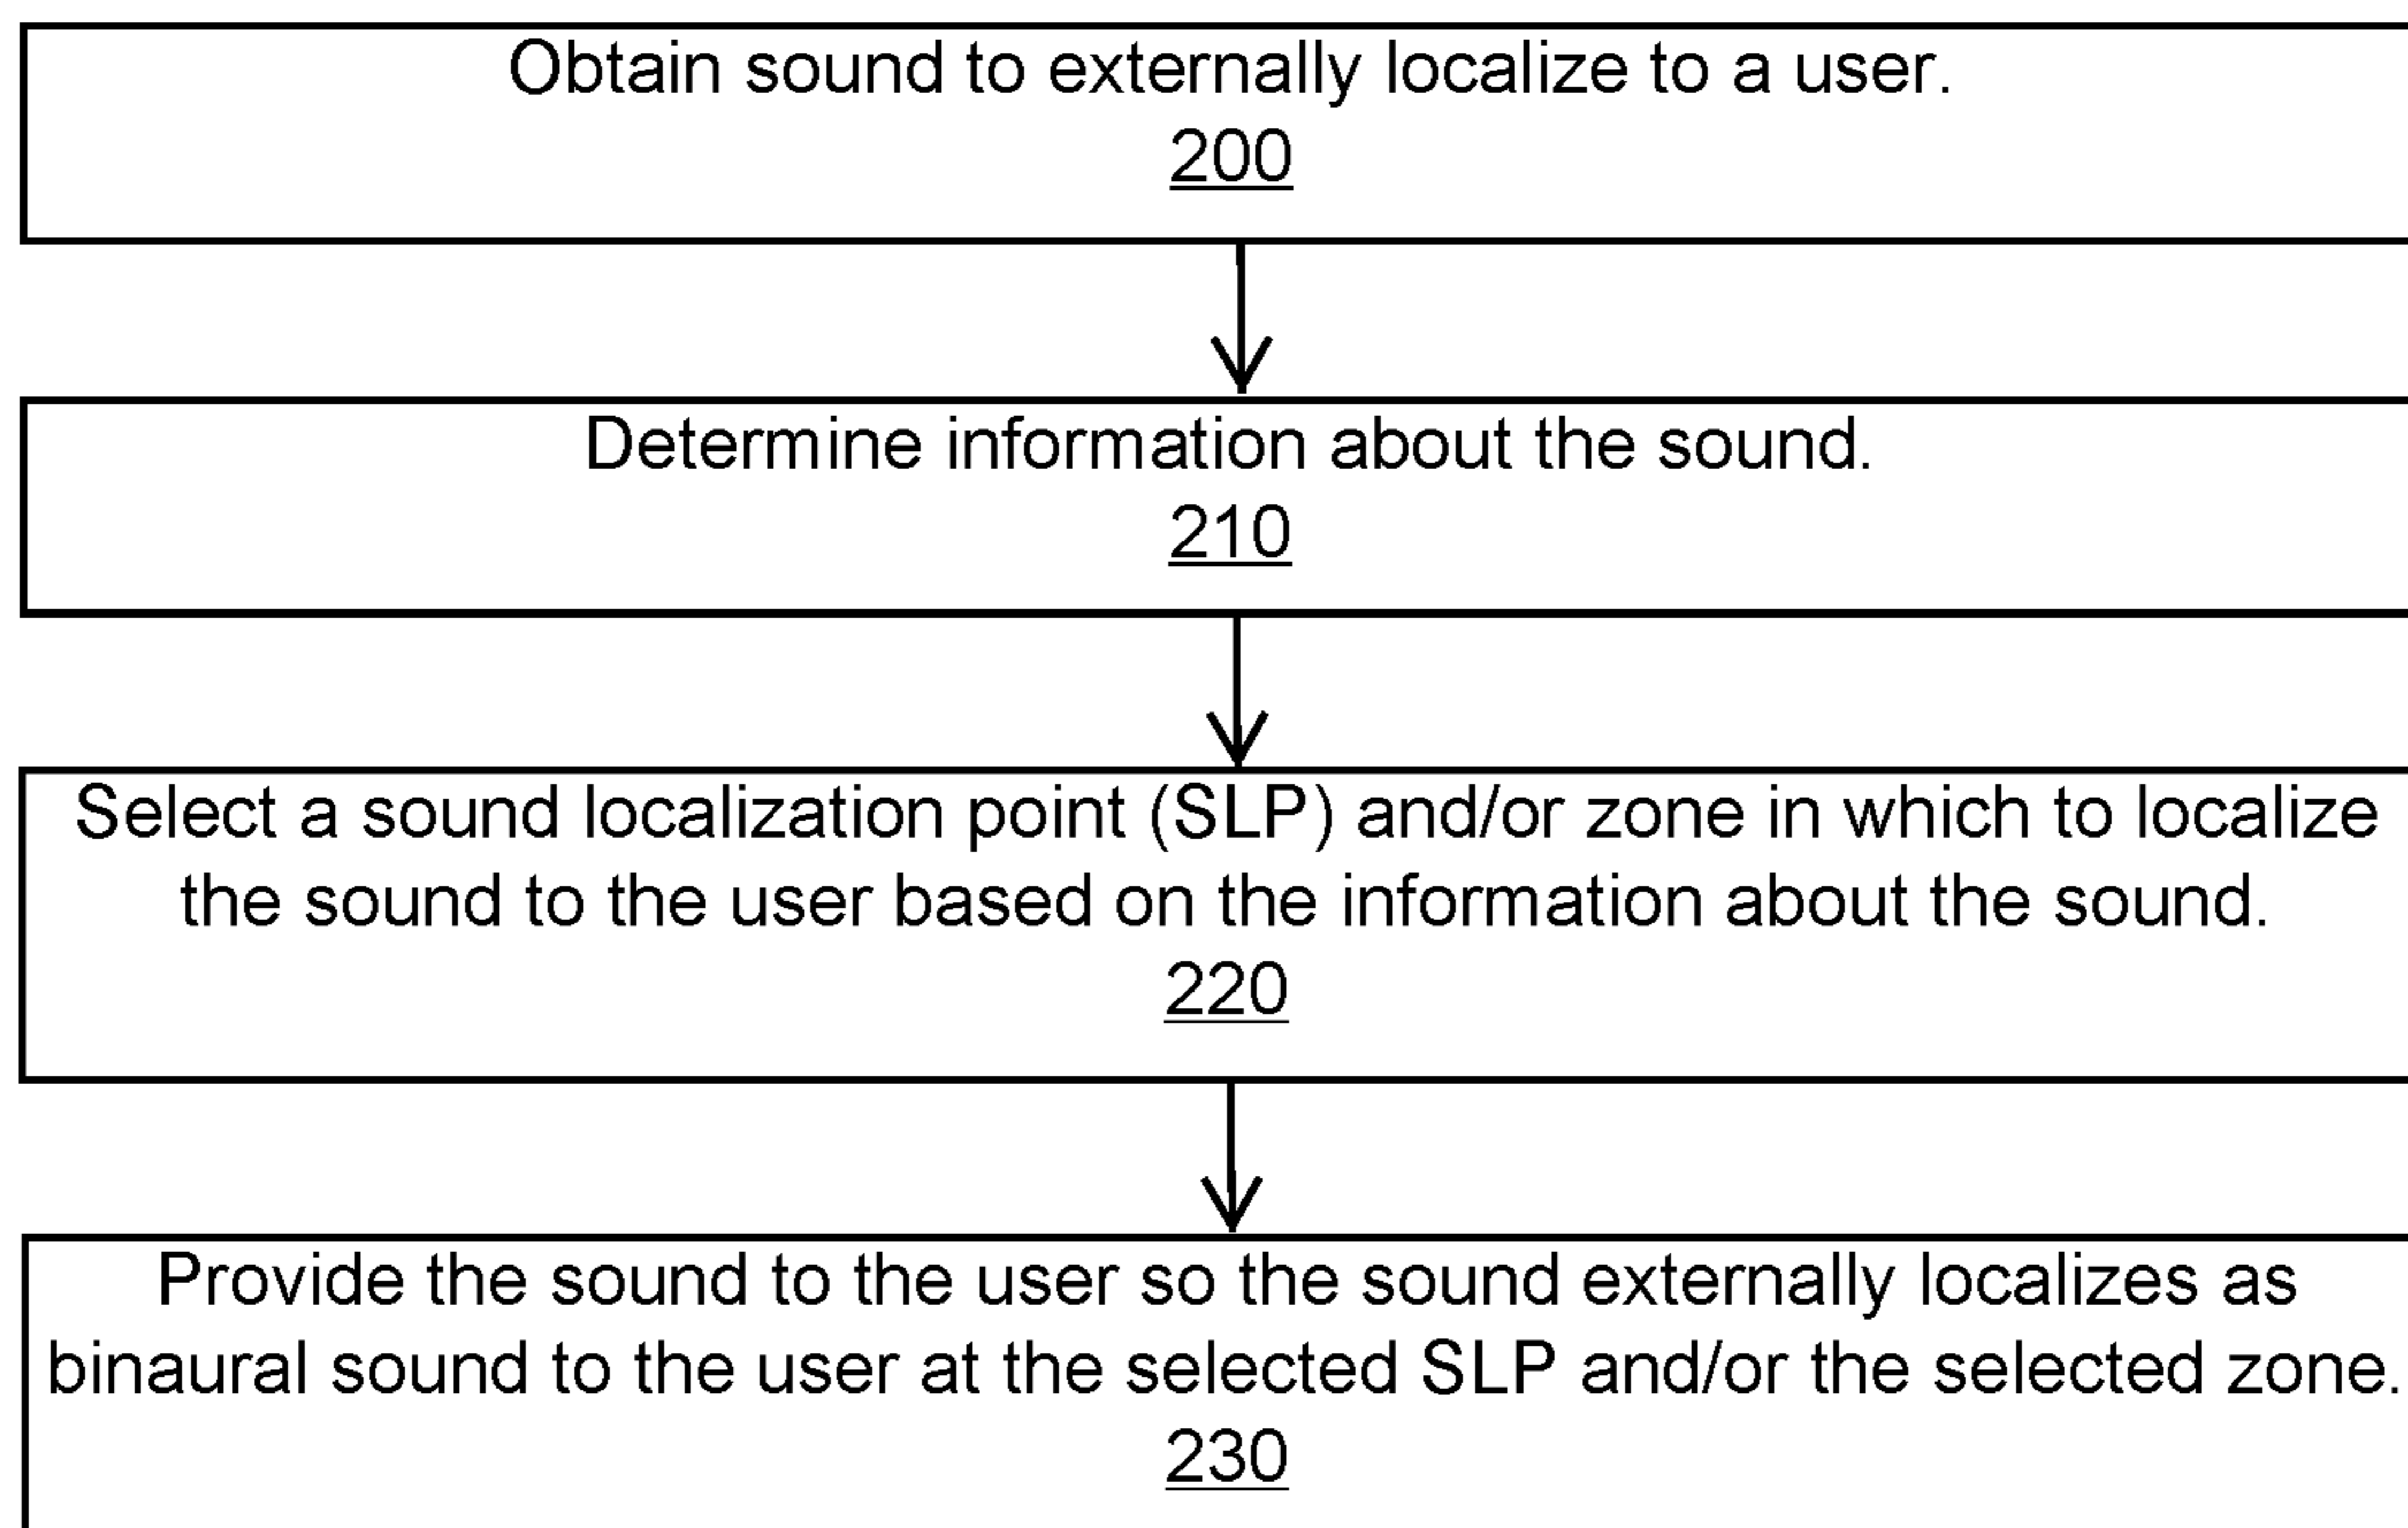 Obtain sound to externally localize to a user.
200
Determine information about the sound.
210
Select a sound localization point (SLP) and/or zone in which to localize
the sound to the user based on the information about the sound.
220
Provide the sound to the user so the sound externally localizes as
binaural sound to the user at the selected SLP and/or the selected zone.
230